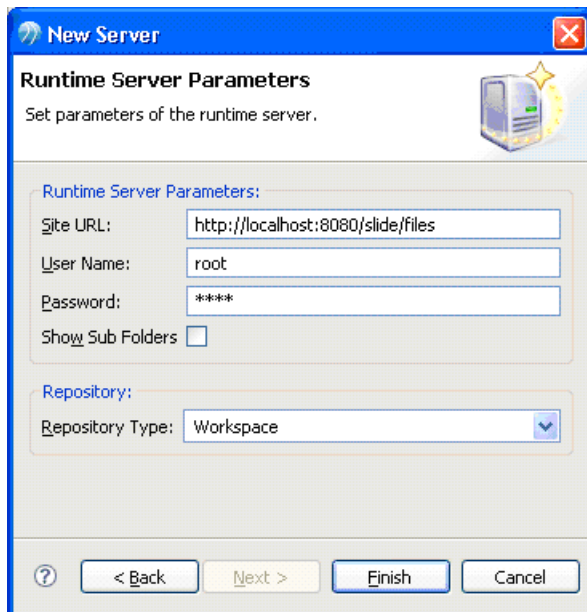 New Server
Runtime Server Parameters
Set parameters of the runtime server.
Runtime Server Parameters:
Site URL: http://localhost:8080/slide/files
User Name: root
Password: ****
Show Sub Folders
Repository:
Repository Type: Workspace
? < Back Next > Finish Cancel